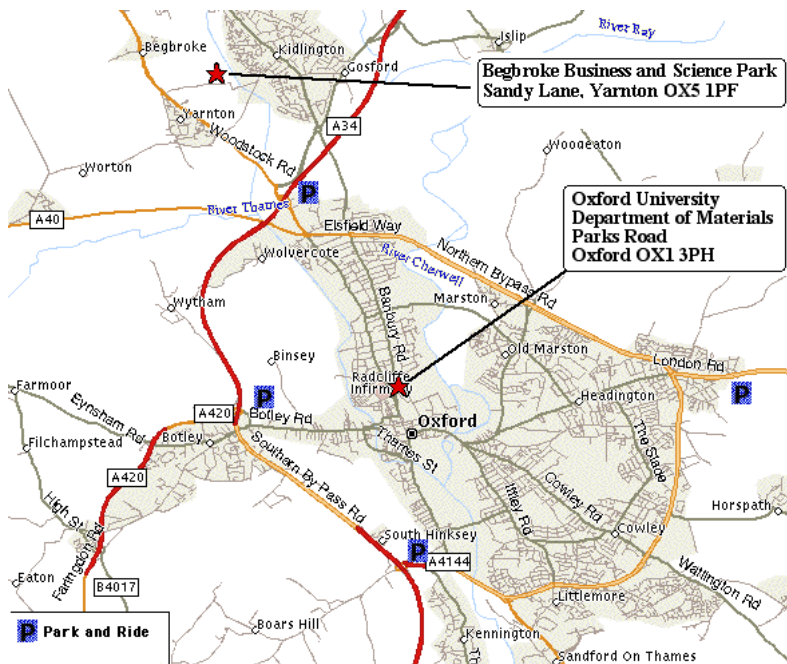 Islip
River Ray
Begbroke
Kidlington
Gosford
Begbroke Business and Science Park
Sandy Lane, Yarnton OX5 1PF
Yarnton
A34
Woodstock Rd
Woodeaton
Worton
P
Oxford University
Department of Materials
Parks Road
Oxford OX1 3PH
River Thames
A40
Elsfield Way
Wolvercote
River Cherwell
Northern Bypass Rd
Banbury Rd
Marston
Wytham
Old Marston
Binsey
London Rd
Radcliffe
Infirmary
Farmoor
P
P
Headington
Eynsham Rd
A420
Botley Rd
Oxford
Filchampstead
Botley
Thames St
The Slade
A420
Southern By Pass Rd
Iffley Rd
Cowley Rd
High St
Horspath
Faringdon Rd
South Hinksey
Cowley
P
A4144
Eaton
B4017
Watlington Rd
Littlemore
P Park and Ride
Boars Hill
Kennington
Sandford On Thames
Th